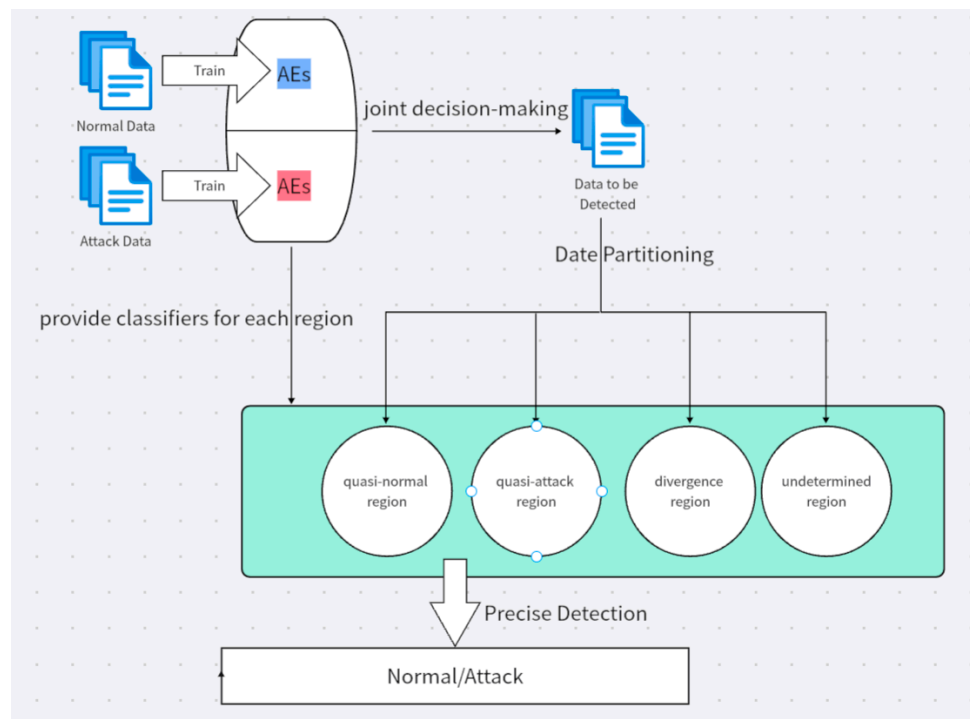 Train
AEs
Normal Data
joint decision-making
Train
AEs
Attack Data
Data to be
Detected
Date Partitioning
provide classifiers for each region
quasi-normal
region
quasi-attack
region
divergence
region
undetermined
region
Precise Detection
Normal/Attack